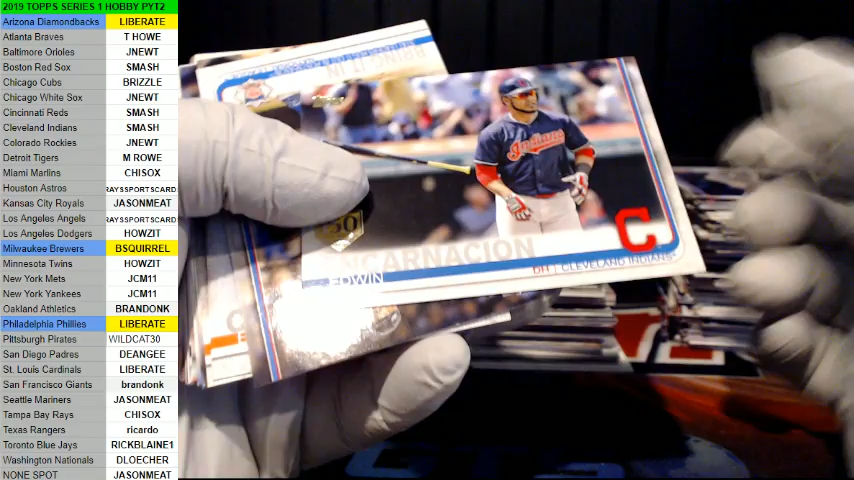 2019 TOPPS SERIES 1 HOBBY PYT2
Arizona Diamondbacks LIBERATE
Atlanta Braves T HOWE
Baltimore Orioles JNEWT
Boston Red Sox SMASH
Chicago Cubs BRIZZLE
Chicago White Sox JNEWT
Cincinnati Reds SMASH
Cleveland Indians SMASH
Colorado Rockies JNEWT
Detroit Tigers M ROWE
Miami Marlins CHISOX
Houston Astros RAYSSPORTSCARD
Kansas City Royals JASONMEAT
Los Angeles Angels RAYSSPORTSCARD
Los Angeles Dodgers HOWZIT
Milwaukee Brewers BSQUIRREL
Minnesota Twins HOWZIT
New York Mets JCM11
New York Yankees JCM11
Oakland Athletics BRANDONK
Philadelphia Phillies LIBERATE
Pittsburgh Pirates WILDCAT30
San Diego Padres DEANGEE
St. Louis Cardinals LIBERATE
San Francisco Giants brandonk
Seattle Mariners JASONMEAT
Tampa Bay Rays CHISOX
Texas Rangers ricardo
Toronto Blue Jays RICKBLAINE1
Washington Nationals DLOECHER
NONE SPOT JASONMEAT
BRING IT IN
Indians
C
ENCARNACION
EDWIN
DH | CLEVELAND INDIANS